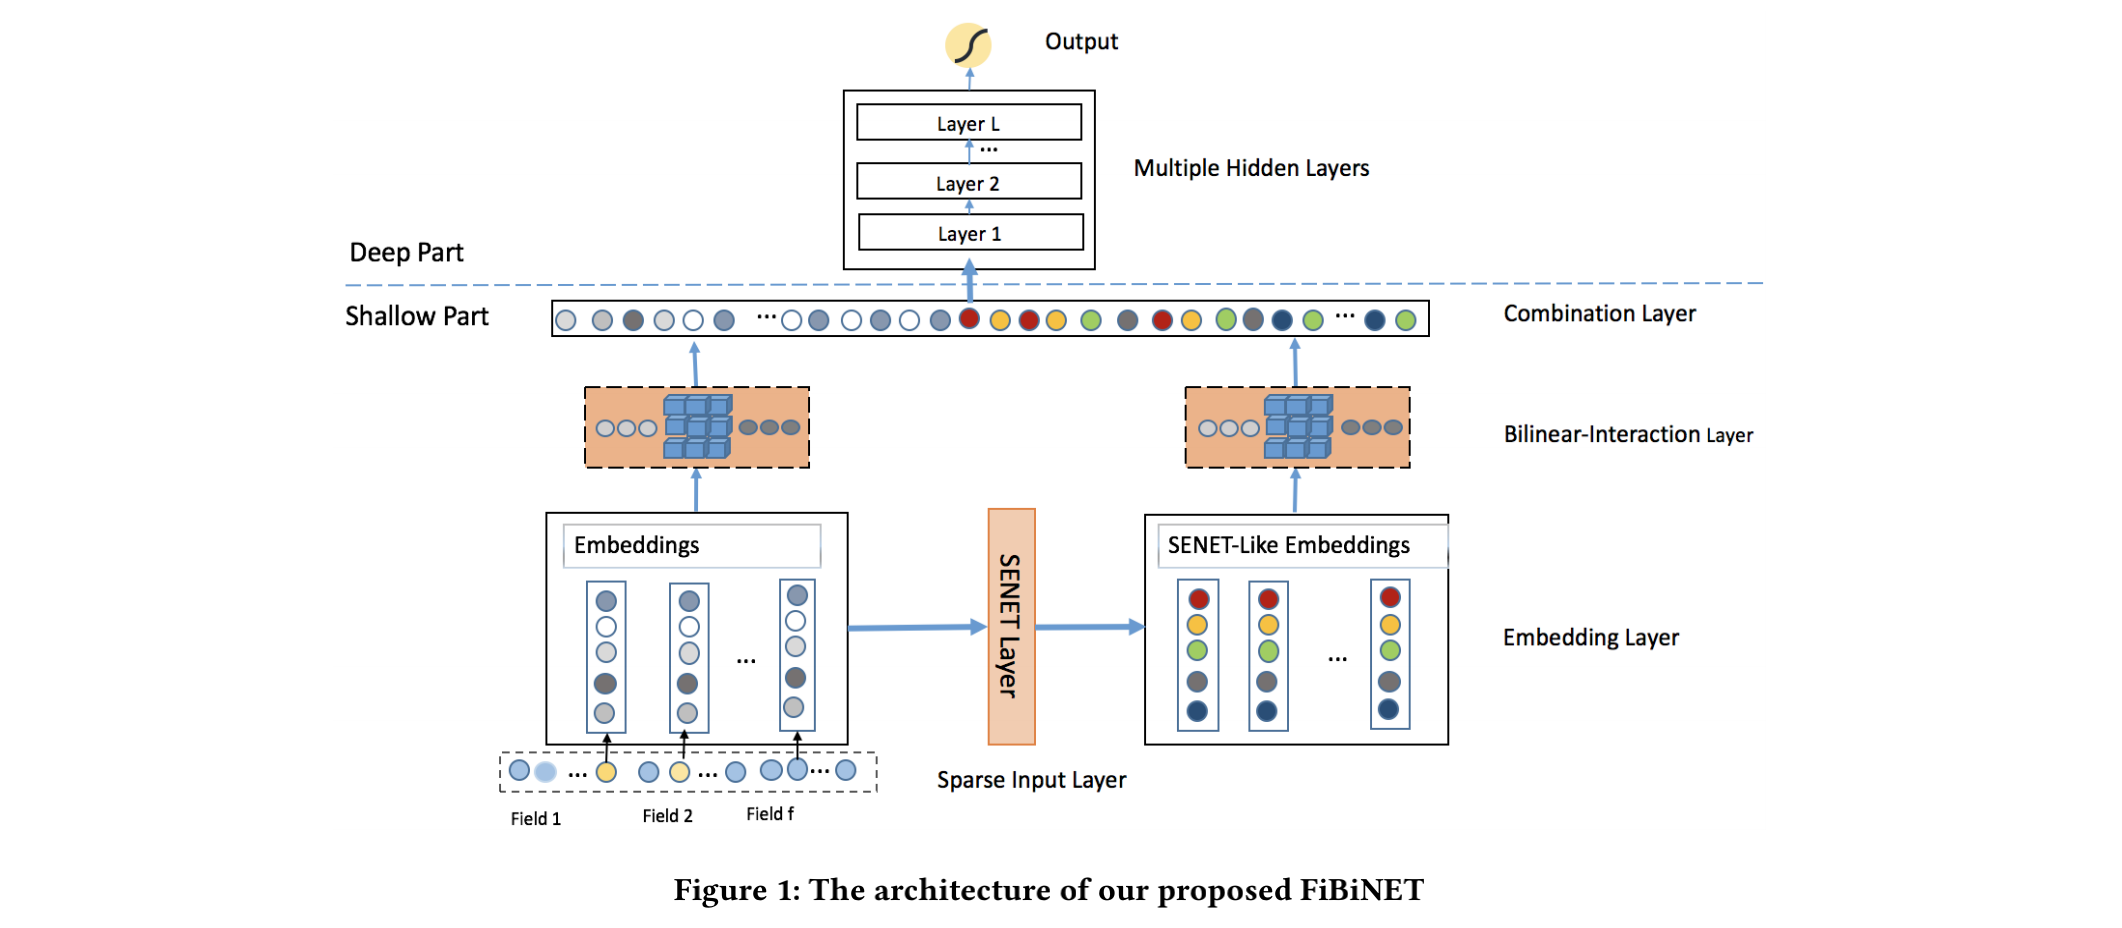 Output
Layer L
...
Layer 2
Multiple Hidden Layers
Layer 1
Deep Part
Shallow Part
...
...
Combination Layer
Bilinear-Interaction Layer
Embeddings
...
SENET Layer
SENET-Like Embeddings
...
Embedding Layer
...
...
...
Sparse Input Layer
Field 1
Field 2
Field f
Figure 1: The architecture of our proposed FiBiNET